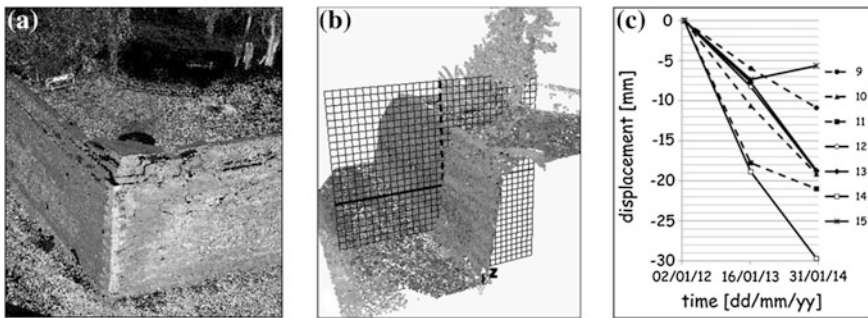 (a)
(b)
z
(c)
displacement [mm]
0
-5
-10
-15
-20
-25
-30
02/01/12 16/01/13 31/01/14
time [dd/mm/yy]
9
10
11
12
13
14
15